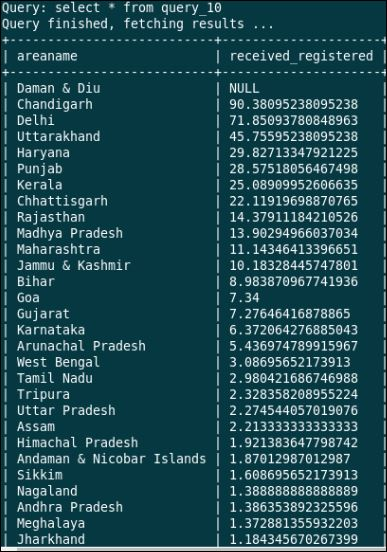 Query: select * from query_10
Query finished, fetching results ...
+--------------------------+--------------------+
| areaname | received_registered |
+--------------------------+--------------------+
| Daman & Diu | NULL
| Chandigarh | 90.38095238095238
| Delhi | 71.85093780848963
| Uttarakhand | 45.75595238095238
| Haryana | 29.82713347921225
| Punjab | 28.57518056467498
| Kerala | 25.08909952606635
| Chhattisgarh | 22.11919698870765
| Rajasthan | 14.37911184210526
| Madhya Pradesh | 13.90294966037034
| Maharashtra | 11.14346413396651
| Jammu & Kashmir | 10.18328445747801
| Bihar | 8.983870967741936
| Goa | 7.34
| Gujarat | 7.27646416878865
| Karnataka | 6.372064276885043
| Arunachal Pradesh | 5.436974789915967
| West Bengal | 3.08695652173913
| Tamil Nadu | 2.980421686746988
| Tripura | 2.328358208955224
| Uttar Pradesh | 2.274544057019076
| Assam | 2.213333333333333
| Himachal Pradesh | 1.921383647798742
| Andaman & Nicobar Islands | 1.87012987012987
| Sikkim | 1.608695652173913
| Nagaland | 1.388888888888889
| Andhra Pradesh | 1.386353892325596
| Meghalaya | 1.372881355932203
| Jharkhand | 1.184345670267399